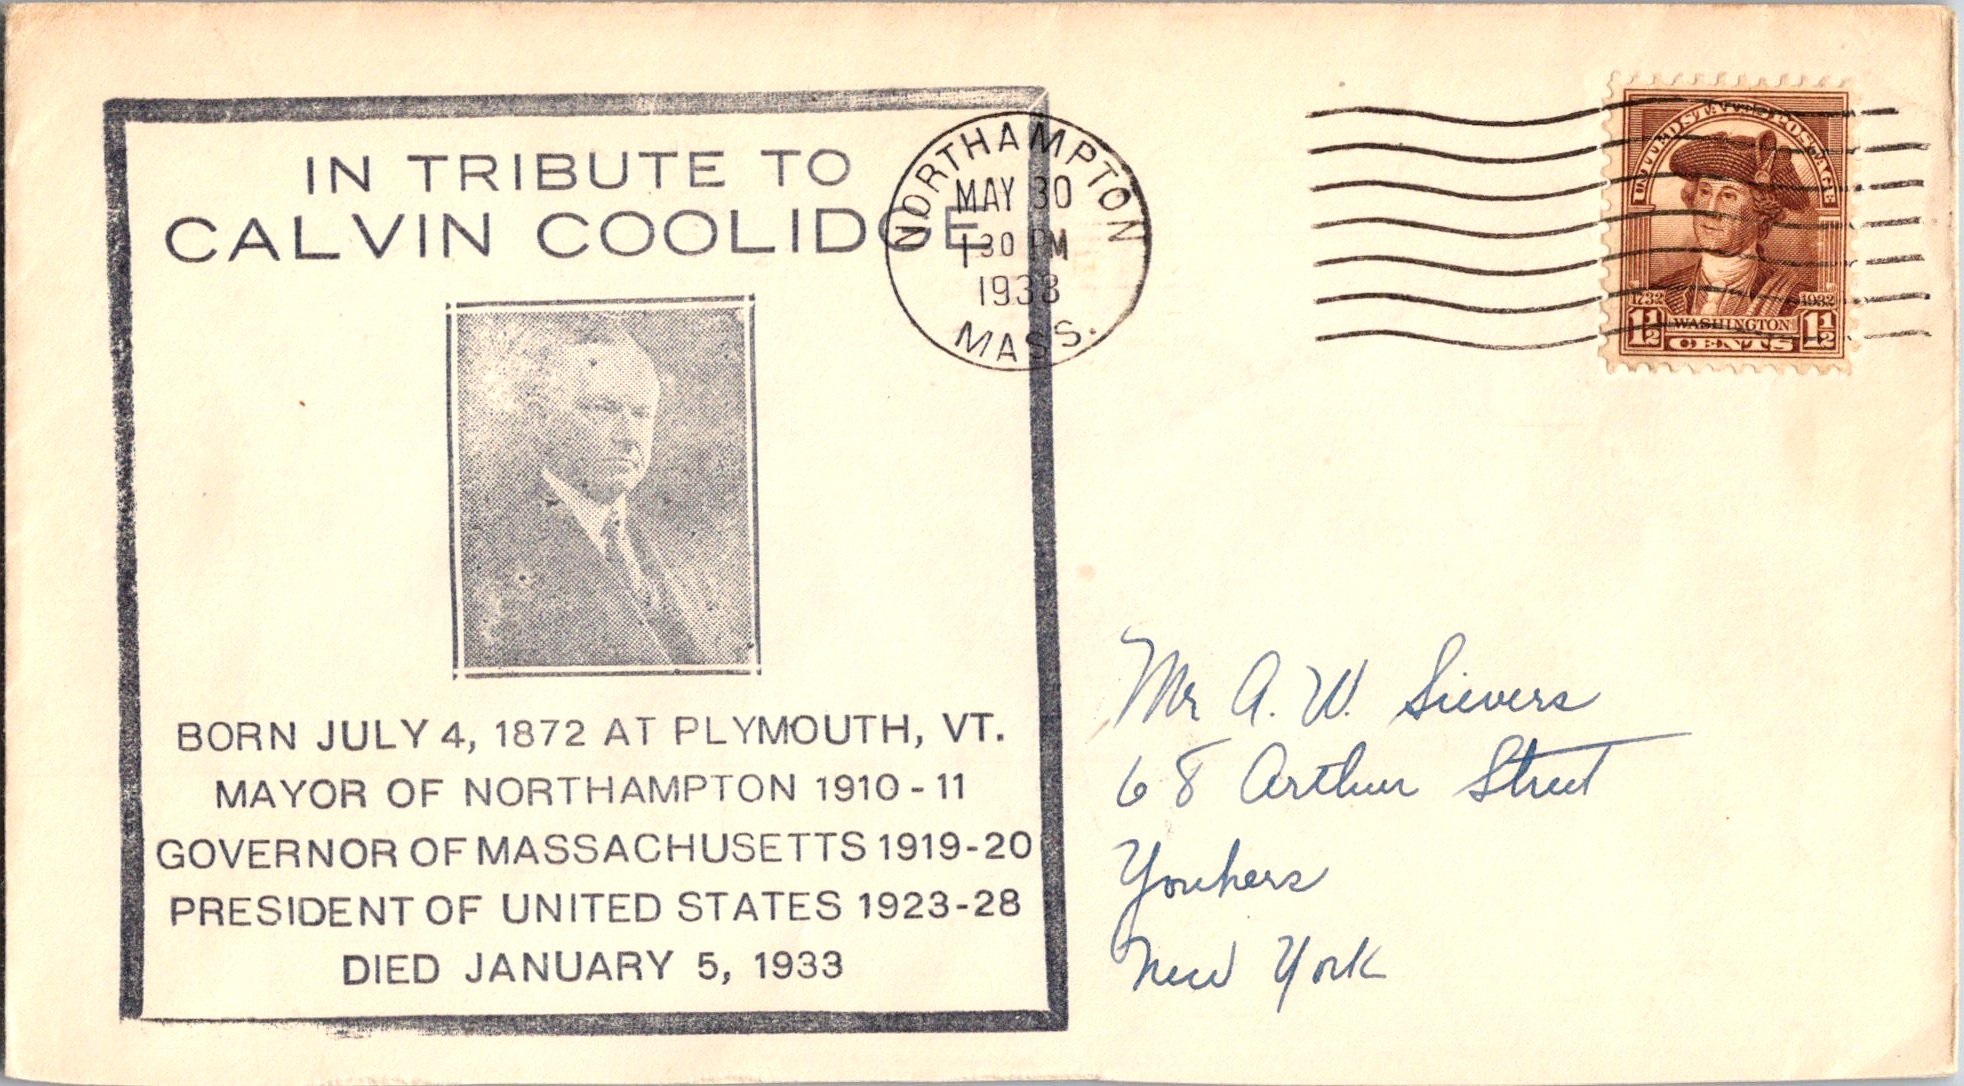 IN TRIBUTE TO
CALVIN COOLIDGE
BORN JULY 4, 1872 AT PLYMOUTH, VT.
MAYOR OF NORTHAMPTON 1910-11
GOVERNOR OF MASSACHUSETTS 1919-20
PRESIDENT OF UNITED STATES 1923-28
DIED JANUARY 5, 1933
NORTHAMPTON
MAY 30
1 30 PM
1933
MASS.
UNITED STATES POSTAGE
1732 1932
WASHINGTON
1½ CENTS 1½
Mr A. W. Sievers
68 Arthur Street
Yonkers
New York